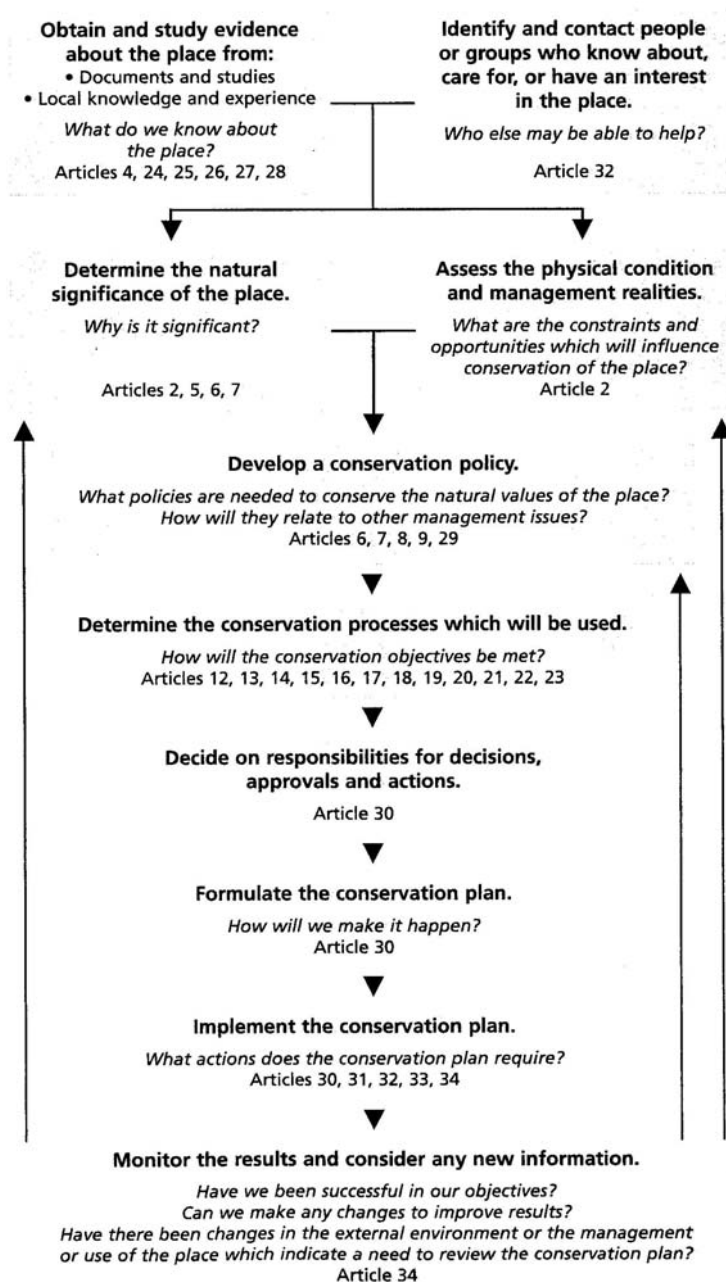 Obtain and study evidence
about the place from:
• Documents and studies
• Local knowledge and experience
What do we know about
the place?
Articles 4, 24, 25, 26, 27, 28
Identify and contact people
or groups who know about,
care for, or have an interest
in the place.
Who else may be able to help?
Article 32
Determine the natural
significance of the place.
Why is it significant?
Articles 2, 5, 6, 7
Assess the physical condition
and management realities.
What are the constraints and
opportunities which will influence
conservation of the place?
Article 2
Develop a conservation policy.
What policies are needed to conserve the natural values of the place?
How will they relate to other management issues?
Articles 6, 7, 8, 9, 29
Determine the conservation processes which will be used.
How will the conservation objectives be met?
Articles 12, 13, 14, 15, 16, 17, 18, 19, 20, 21, 22, 23
Decide on responsibilities for decisions,
approvals and actions.
Article 30
Formulate the conservation plan.
How will we make it happen?
Article 30
Implement the conservation plan.
What actions does the conservation plan require?
Articles 30, 31, 32, 33, 34
Monitor the results and consider any new information.
Have we been successful in our objectives?
Can we make any changes to improve results?
Have there been changes in the external environment or the management
or use of the place which indicate a need to review the conservation plan?
Article 34